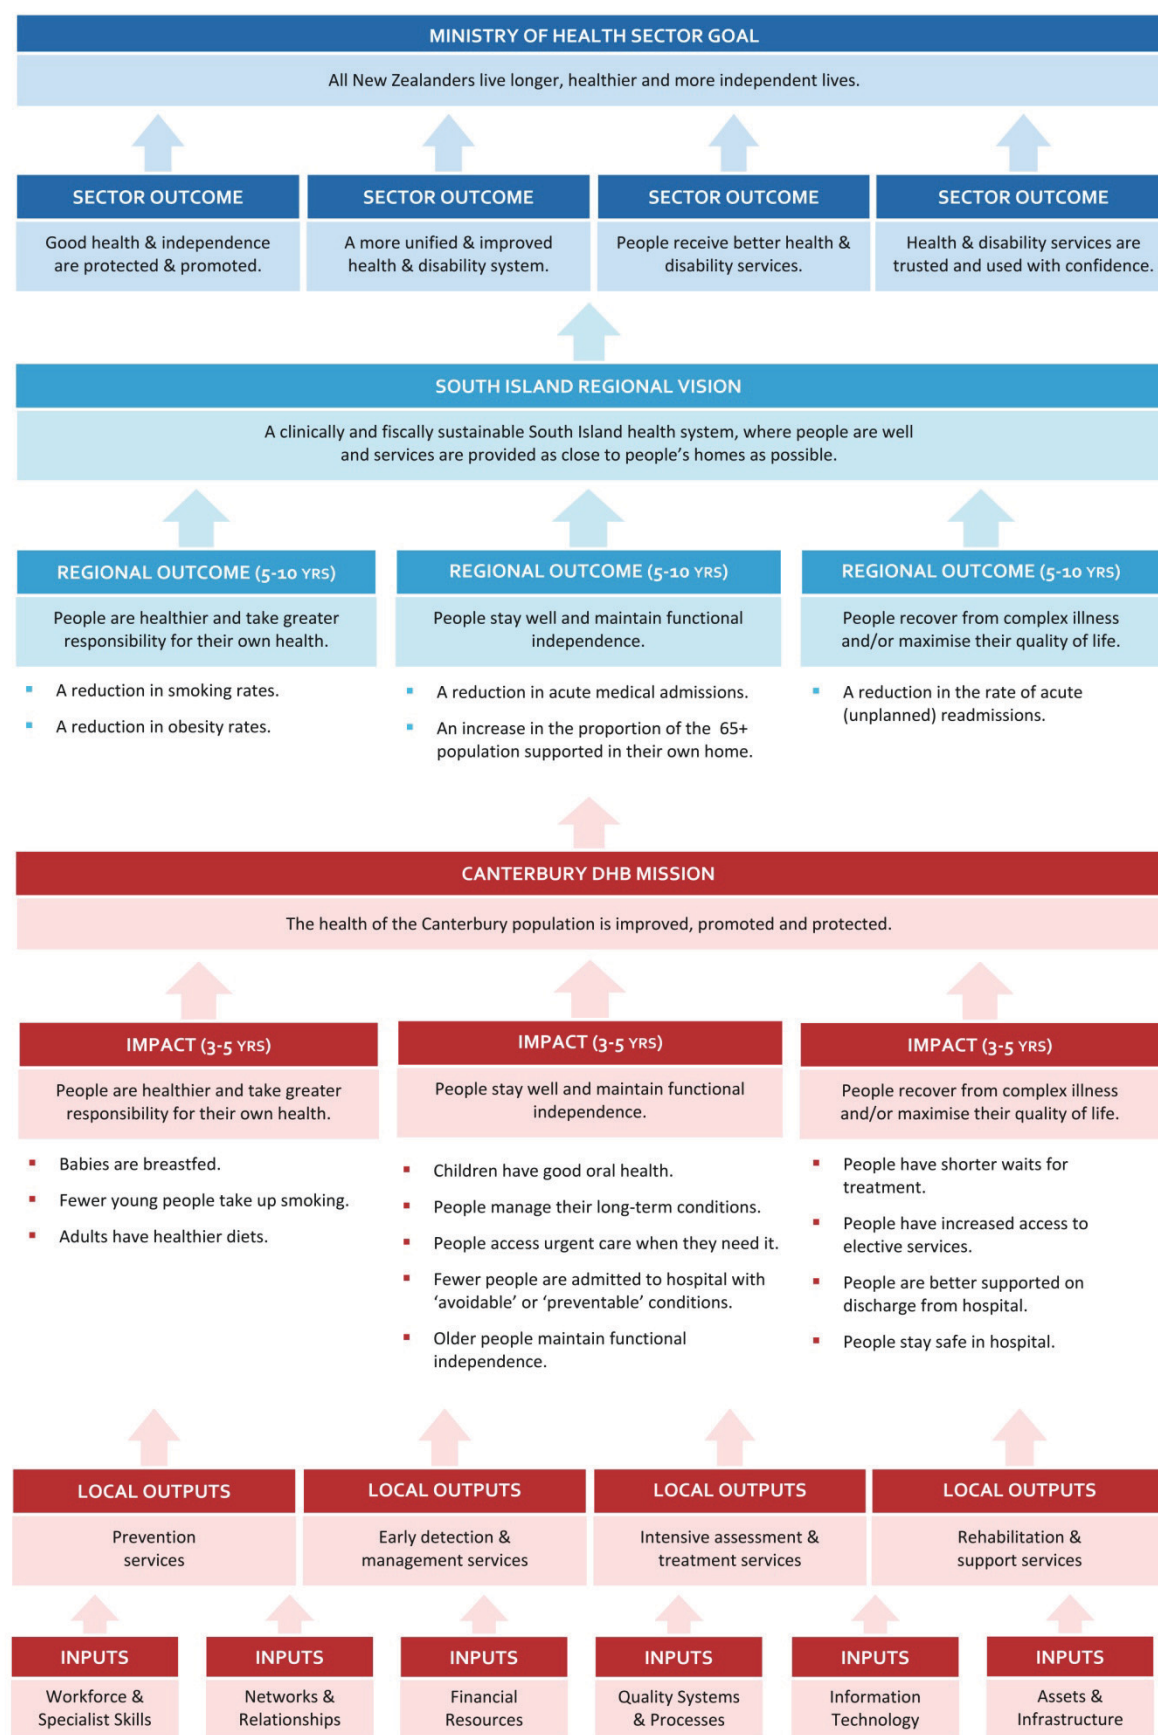 MINISTRY OF HEALTH SECTOR GOAL
All New Zealanders live longer, healthier and more independent lives.
SECTOR OUTCOME
Good health & independence
are protected & promoted.
SECTOR OUTCOME
A more unified & improved
health & disability system.
SECTOR OUTCOME
People receive better health &
disability services.
SECTOR OUTCOME
Health & disability services are
trusted and used with confidence.
SOUTH ISLAND REGIONAL VISION
A clinically and fiscally sustainable South Island health system, where people are well
and services are provided as close to people’s homes as possible.
REGIONAL OUTCOME (5-10 YRS)
People are healthier and take greater
responsibility for their own health.
▪ A reduction in smoking rates.
▪ A reduction in obesity rates.
REGIONAL OUTCOME (5-10 YRS)
People stay well and maintain functional
independence.
▪ A reduction in acute medical admissions.
▪ An increase in the proportion of the 65+
population supported in their own home.
REGIONAL OUTCOME (5-10 YRS)
People recover from complex illness
and/or maximise their quality of life.
▪ A reduction in the rate of acute
(unplanned) readmissions.
CANTERBURY DHB MISSION
The health of the Canterbury population is improved, promoted and protected.
IMPACT (3-5 YRS)
People are healthier and take greater
responsibility for their own health.
▪ Babies are breastfed.
▪ Fewer young people take up smoking.
▪ Adults have healthier diets.
IMPACT (3-5 YRS)
People stay well and maintain functional
independence.
▪ Children have good oral health.
▪ People manage their long-term conditions.
▪ People access urgent care when they need it.
▪ Fewer people are admitted to hospital with
‘avoidable’ or ‘preventable’ conditions.
▪ Older people maintain functional
independence.
IMPACT (3-5 YRS)
People recover from complex illness
and/or maximise their quality of life.
▪ People have shorter waits for
treatment.
▪ People have increased access to
elective services.
▪ People are better supported on
discharge from hospital.
▪ People stay safe in hospital.
LOCAL OUTPUTS
Prevention
services
LOCAL OUTPUTS
Early detection &
management services
LOCAL OUTPUTS
Intensive assessment &
treatment services
LOCAL OUTPUTS
Rehabilitation &
support services
INPUTS
Workforce &
Specialist Skills
INPUTS
Networks &
Relationships
INPUTS
Financial
Resources
INPUTS
Quality Systems
& Processes
INPUTS
Information
Technology
INPUTS
Assets &
Infrastructure